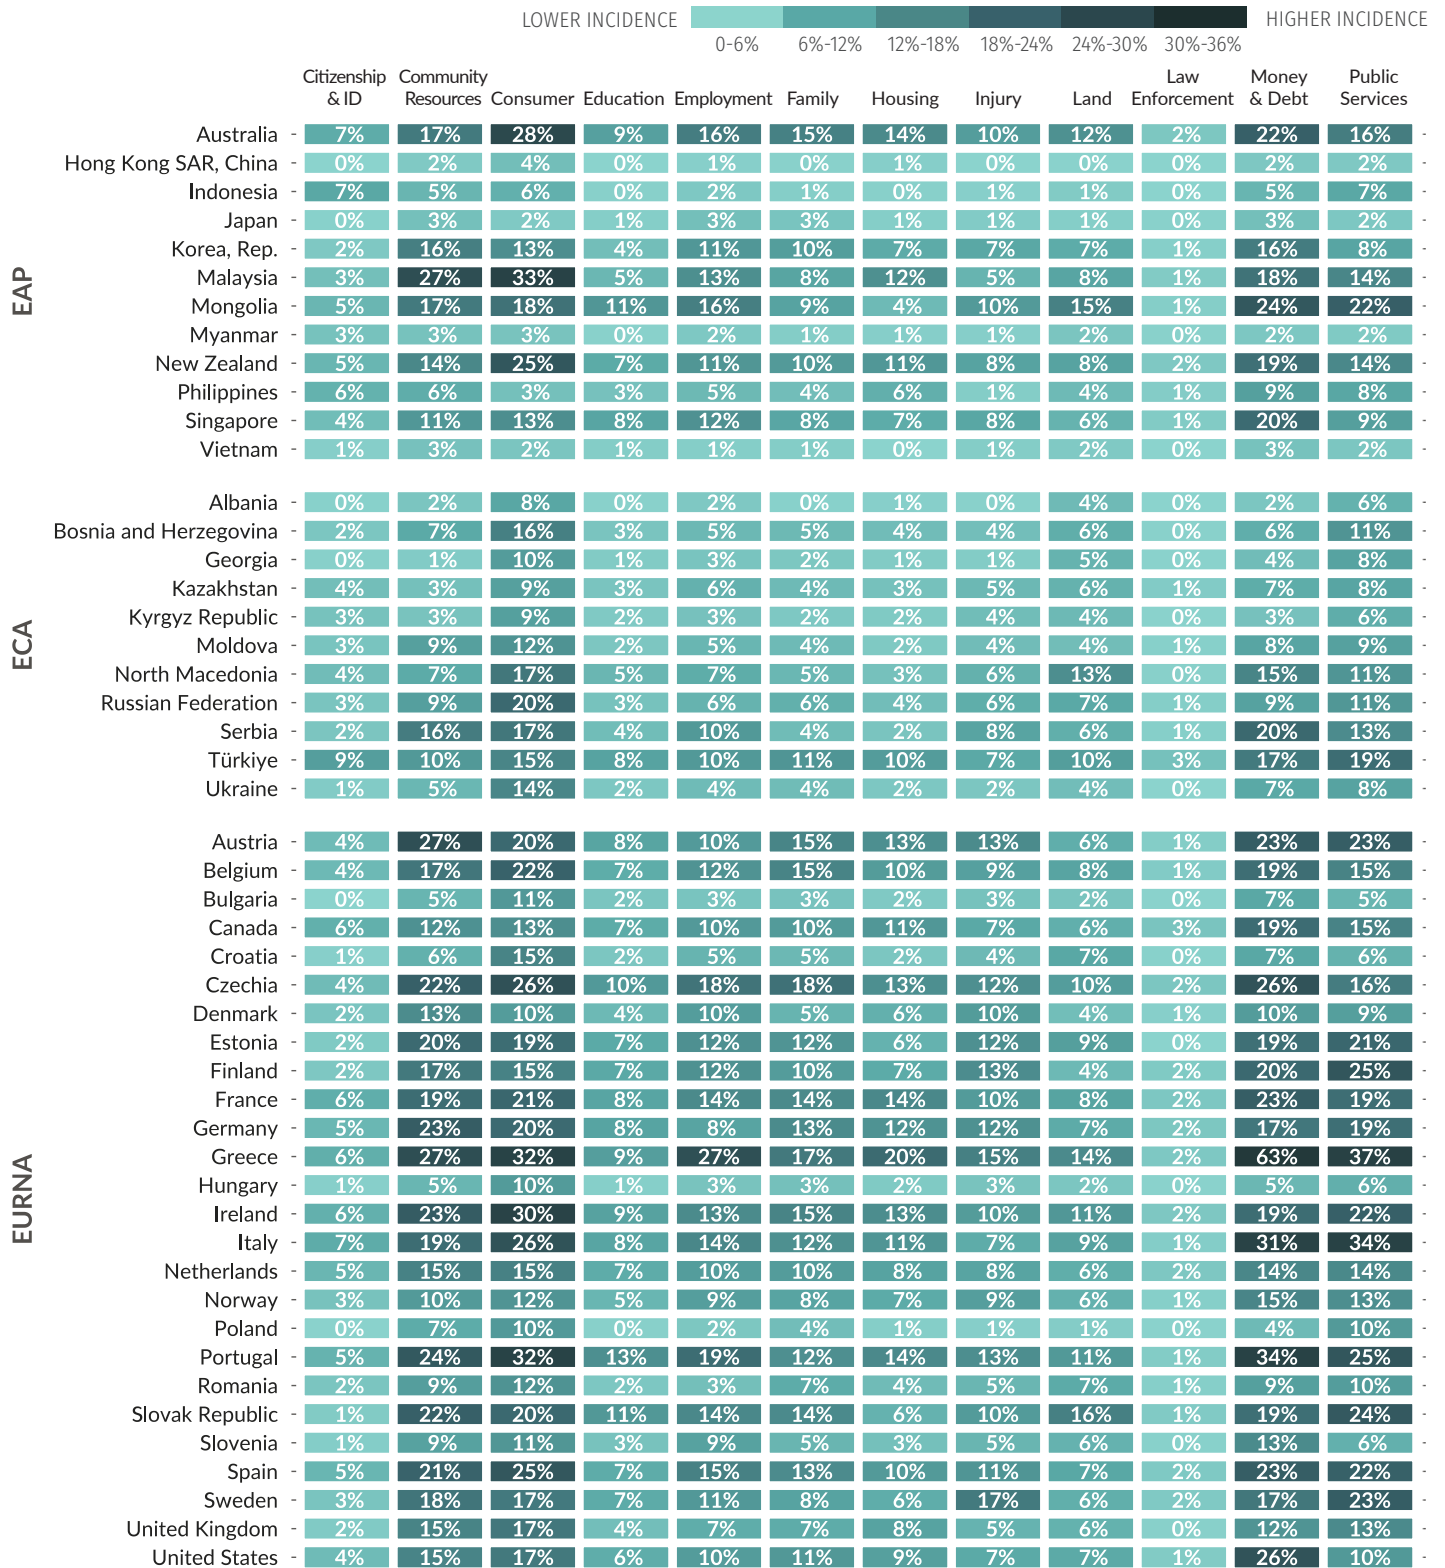 LOWER INCIDENCE HIGHER INCIDENCE
0-6% 6%-12% 12%-18% 18%-24% 24%-30% 30%-36%
Citizenship Community Law Money Public
& ID Resources Consumer Education Employment Family Housing Injury Land Enforcement & Debt Services
EAP
Australia - 7% 17% 28% 9% 16% 15% 14% 10% 12% 2% 22% 16% -
Hong Kong SAR, China - 0% 2% 4% 0% 1% 0% 1% 0% 0% 0% 2% 2% -
Indonesia - 7% 5% 6% 0% 2% 1% 0% 1% 1% 0% 5% 7% -
Japan - 0% 3% 2% 1% 3% 3% 1% 1% 1% 0% 3% 2% -
Korea, Rep. - 2% 16% 13% 4% 11% 10% 7% 7% 7% 1% 16% 8% -
Malaysia - 3% 27% 33% 5% 13% 8% 12% 5% 8% 1% 18% 14% -
Mongolia - 5% 17% 18% 11% 16% 9% 4% 10% 15% 1% 24% 22% -
Myanmar - 3% 3% 3% 0% 2% 1% 1% 1% 2% 0% 2% 2% -
New Zealand - 5% 14% 25% 7% 11% 10% 11% 8% 8% 2% 19% 14% -
Philippines - 6% 6% 3% 3% 5% 4% 6% 1% 4% 1% 9% 8% -
Singapore - 4% 11% 13% 8% 12% 8% 7% 8% 6% 1% 20% 9% -
Vietnam - 1% 3% 2% 1% 1% 1% 0% 1% 2% 0% 3% 2% -
ECA
Albania - 0% 2% 8% 0% 2% 0% 1% 0% 4% 0% 2% 6% -
Bosnia and Herzegovina - 2% 7% 16% 3% 5% 5% 4% 4% 6% 0% 6% 11% -
Georgia - 0% 1% 10% 1% 3% 2% 1% 1% 5% 0% 4% 8% -
Kazakhstan - 4% 3% 9% 3% 6% 4% 3% 5% 6% 1% 7% 8% -
Kyrgyz Republic - 3% 3% 9% 2% 3% 2% 2% 4% 4% 0% 3% 6% -
Moldova - 3% 9% 12% 2% 5% 4% 2% 4% 4% 1% 8% 9% -
North Macedonia - 4% 7% 17% 5% 7% 5% 3% 6% 13% 0% 15% 11% -
Russian Federation - 3% 9% 20% 3% 6% 6% 4% 6% 7% 1% 9% 11% -
Serbia - 2% 16% 17% 4% 10% 4% 2% 8% 6% 1% 20% 13% -
Türkiye - 9% 10% 15% 8% 10% 11% 10% 7% 10% 3% 17% 19% -
Ukraine - 1% 5% 14% 2% 4% 4% 2% 2% 4% 0% 7% 8% -
EURNA
Austria - 4% 27% 20% 8% 10% 15% 13% 13% 6% 1% 23% 23% -
Belgium - 4% 17% 22% 7% 12% 15% 10% 9% 8% 1% 19% 15% -
Bulgaria - 0% 5% 11% 2% 3% 3% 2% 3% 2% 0% 7% 5% -
Canada - 6% 12% 13% 7% 10% 10% 11% 7% 6% 3% 19% 15% -
Croatia - 1% 6% 15% 2% 5% 5% 2% 4% 7% 0% 7% 6% -
Czechia - 4% 22% 26% 10% 18% 18% 13% 12% 10% 2% 26% 16% -
Denmark - 2% 13% 10% 4% 10% 5% 6% 10% 4% 1% 10% 9% -
Estonia - 2% 20% 19% 7% 12% 12% 6% 12% 9% 0% 19% 21% -
Finland - 2% 17% 15% 7% 12% 10% 7% 13% 4% 2% 20% 25% -
France - 6% 19% 21% 8% 14% 14% 14% 10% 8% 2% 23% 19% -
Germany - 5% 23% 20% 8% 8% 13% 12% 12% 7% 2% 17% 19% -
Greece - 6% 27% 32% 9% 27% 17% 20% 15% 14% 2% 63% 37% -
Hungary - 1% 5% 10% 1% 3% 3% 2% 3% 2% 0% 5% 6% -
Ireland - 6% 23% 30% 9% 13% 15% 13% 10% 11% 2% 19% 22% -
Italy - 7% 19% 26% 8% 14% 12% 11% 7% 9% 1% 31% 34% -
Netherlands - 5% 15% 15% 7% 10% 10% 8% 8% 6% 2% 14% 14% -
Norway - 3% 10% 12% 5% 9% 8% 7% 9% 6% 1% 15% 13% -
Poland - 0% 7% 10% 0% 2% 4% 1% 1% 1% 0% 4% 10% -
Portugal - 5% 24% 32% 13% 19% 12% 14% 13% 11% 1% 34% 25% -
Romania - 2% 9% 12% 2% 3% 7% 4% 5% 7% 1% 9% 10% -
Slovak Republic - 1% 22% 20% 11% 14% 14% 6% 10% 16% 1% 19% 24% -
Slovenia - 1% 9% 11% 3% 9% 5% 3% 5% 6% 0% 13% 6% -
Spain - 5% 21% 25% 7% 15% 13% 10% 11% 7% 2% 23% 22% -
Sweden - 3% 18% 17% 7% 11% 8% 6% 17% 6% 2% 17% 23% -
United Kingdom - 2% 15% 17% 4% 7% 7% 8% 5% 6% 0% 12% 13% -
United States - 4% 15% 17% 6% 10% 11% 9% 7% 7% 1% 26% 10% -